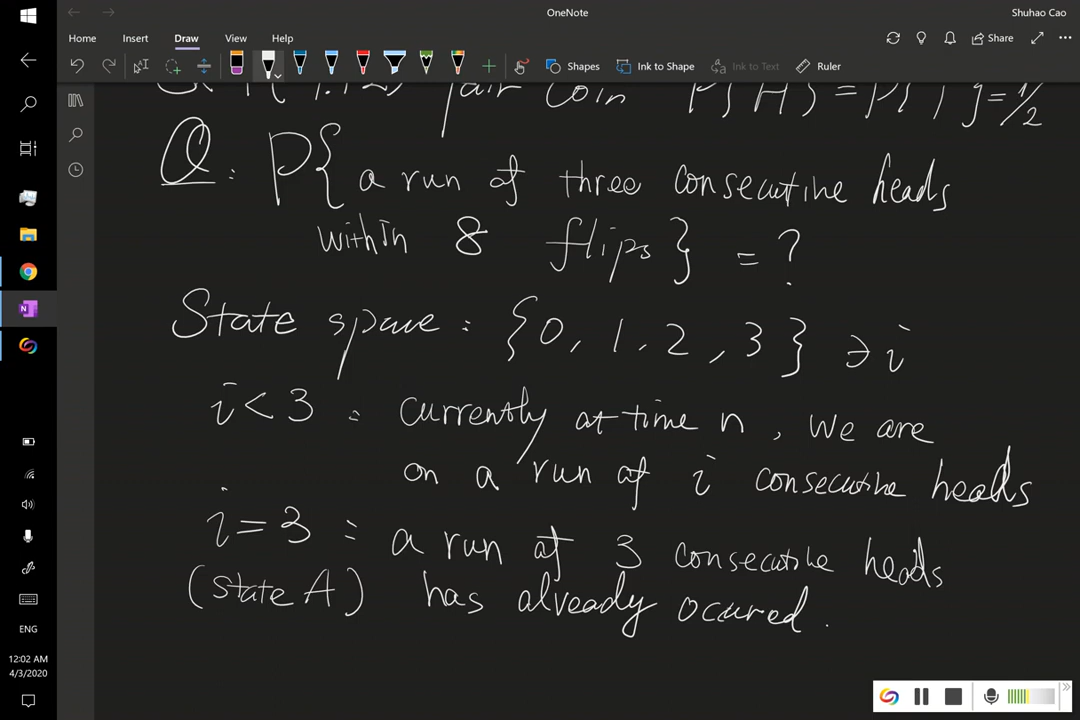 OneNote
Shuhao Cao
Home Insert Draw View Help
Share
Shapes
Ink to Shape
Ink to Text
Ruler
fair coin P{H} = P{T} = 1/2
Q: P{ a run of three consecutive heads
within 8 flips } = ?
State space : {0, 1, 2, 3} ∋ i
i < 3 : currently at time n, we are
on a run of i consecutive heads
i = 3 : a run of 3 consecutive heads
(state A) has already ocurred.
ENG
12:02 AM
4/3/2020